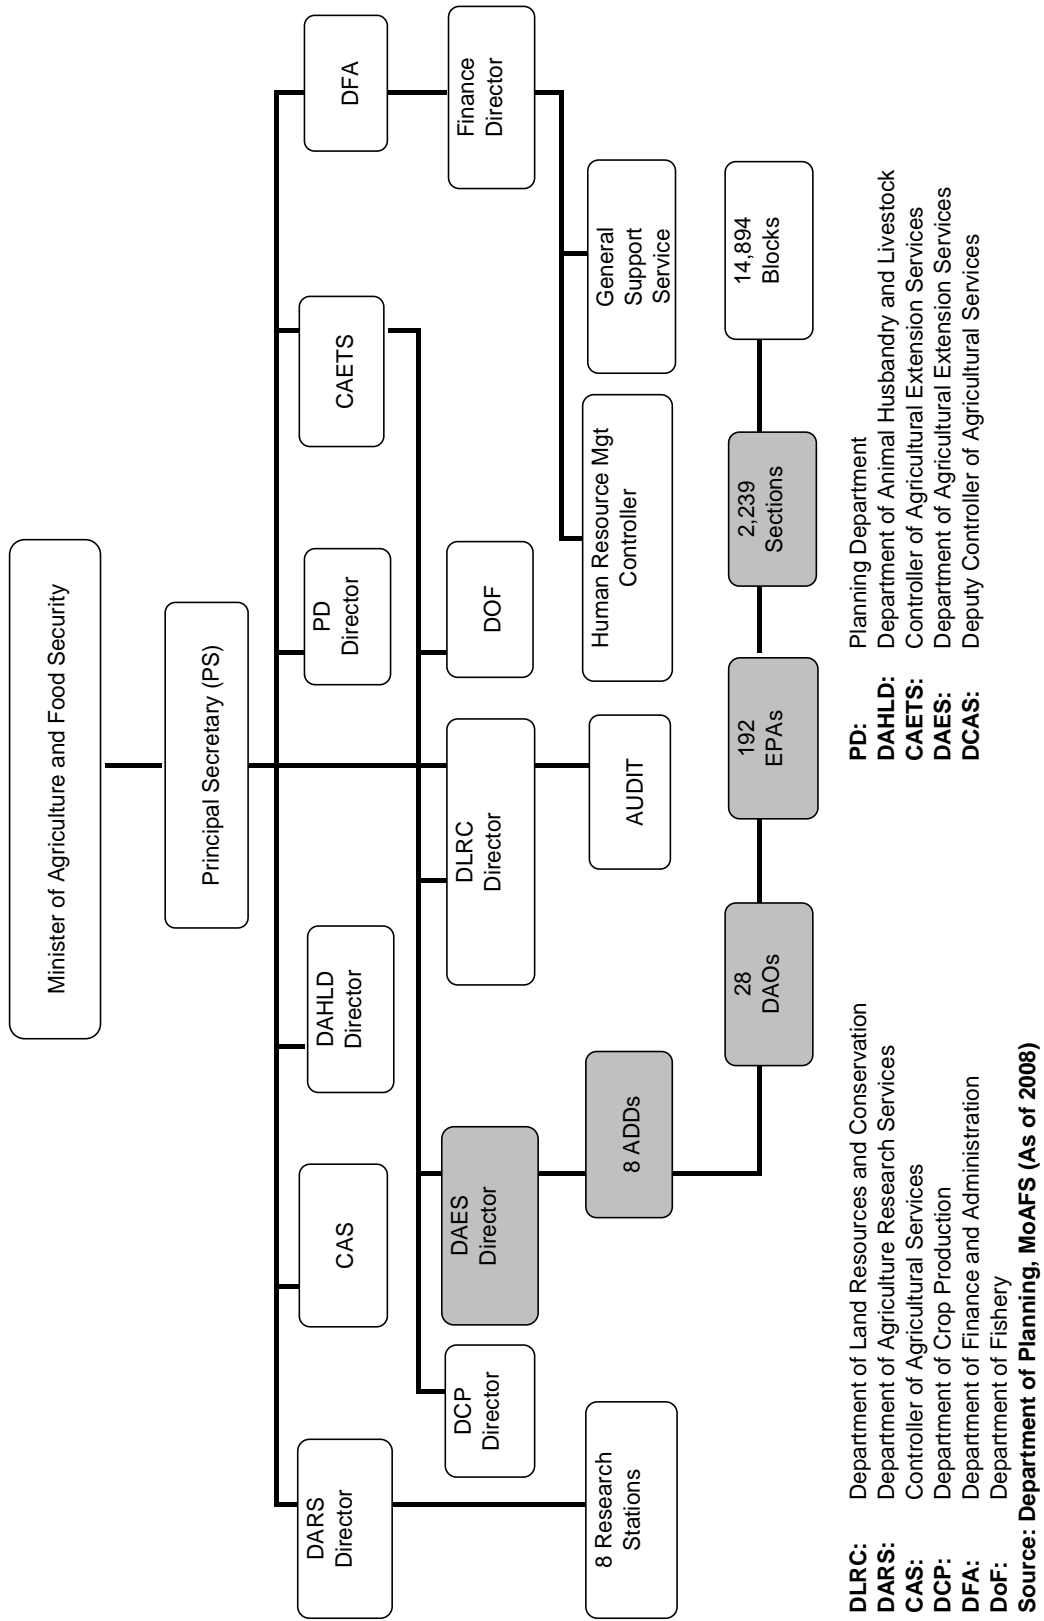 Minister of Agriculture and Food Security
Principal Secretary (PS)
DARS
Director
CAS
DAHLD
Director
PD
Director
CAETS
DFA
DCP
Director
DAES
Director
DLRC
Director
DOF
Finance
Director
8 Research
Stations
8 ADDs
AUDIT
Human Resource Mgt
Controller
General
Support
Service
28
DAOs
192
EPAs
2,239
Sections
14,894
Blocks
DLRC: Department of Land Resources and Conservation
DARS: Department of Agriculture Research Services
CAS: Controller of Agricultural Services
DCP: Department of Crop Production
DFA: Department of Finance and Administration
DoF: Department of Fishery
Source: Department of Planning, MoAFS (As of 2008)
PD: Planning Department
DAHLD: Department of Animal Husbandry and Livestock
CAETS: Controller of Agricultural Extension Services
DAES: Department of Agricultural Extension Services
DCAS: Deputy Controller of Agricultural Services